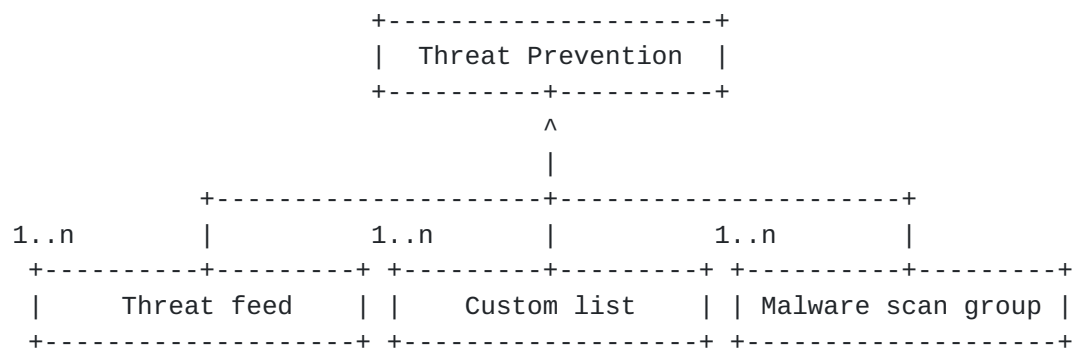 Threat Prevention
1..n 1..n 1..n
Threat feed Custom list Malware scan group